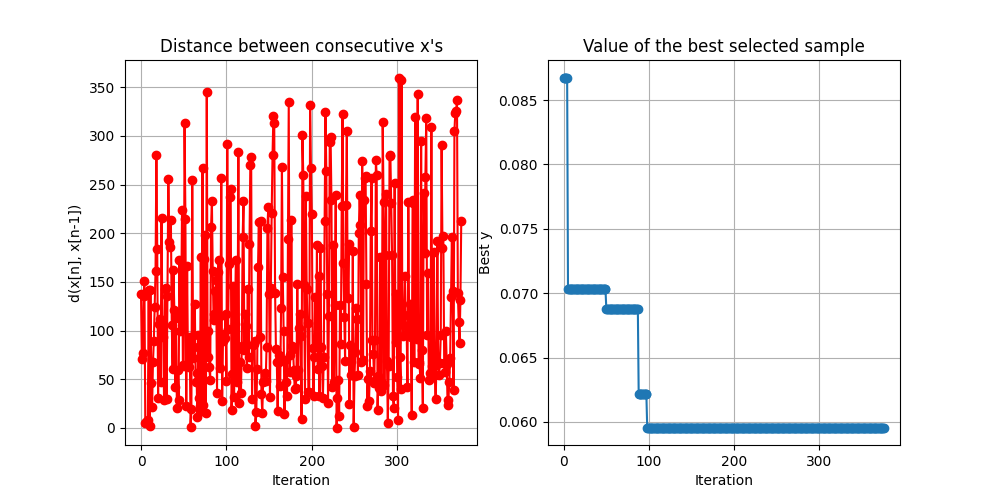 Distance between consecutive x's
d(x[n], x[n-1])
350
300
250
200
150
100
50
0
0 100 200 300
Iteration
Value of the best selected sample
Best y
0.085
0.080
0.075
0.070
0.065
0.060
0 100 200 300
Iteration